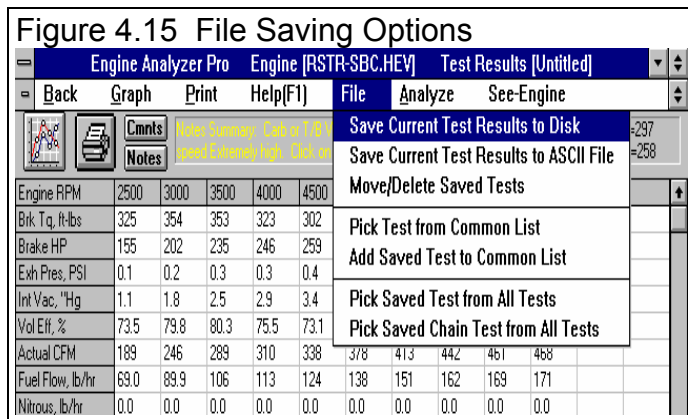 Figure 4.15 File Saving Options
Engine Analyzer Pro Engine [RSTR-SBC.HEV] Test Results [Untitled]
Back Graph Print Help(F1) File Analyze See-Engine
Cmnts
Notes
Notes Summary: Carb or T/B V
speed Extremely high. Click on
=297
=258
Save Current Test Results to Disk
Save Current Test Results to ASCII File
Move/Delete Saved Tests
Pick Test from Common List
Add Saved Test to Common List
Pick Saved Test from All Tests
Pick Saved Chain Test from All Tests
Engine RPM 2500 3000 3500 4000 4500
Brk Tq, ft-lbs 325 354 353 323 302
Brake HP 155 202 235 246 259
Exh Pres, PSI 0.1 0.2 0.3 0.3 0.4
Int Vac, "Hg 1.1 1.8 2.5 2.9 3.4
Vol Eff, % 73.5 79.8 80.3 75.5 73.1
Actual CFM 189 246 289 310 338 378 413 442 461 468
Fuel Flow, lb/hr 69.0 89.9 106 113 124 138 151 162 169 171
Nitrous, lb/hr 0.0 0.0 0.0 0.0 0.0 0.0 0.0 0.0 0.0 0.0